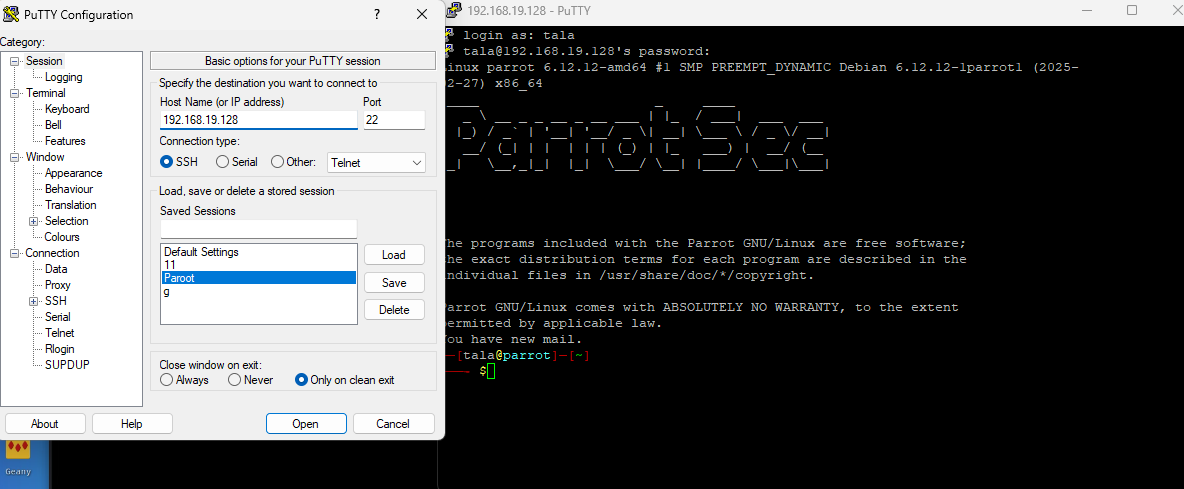 PuTTY Configuration
?
Category:
Session
Logging
Terminal
Keyboard
Bell
Features
Window
Appearance
Behaviour
Translation
Selection
Colours
Connection
Data
Proxy
SSH
Serial
Telnet
Rlogin
SUPDUP
Basic options for your PuTTY session
Specify the destination you want to connect to
Host Name (or IP address) Port
192.168.19.128 22
Connection type:
SSH Serial Other: Telnet
Load, save or delete a stored session
Saved Sessions
Default Settings
11
Paroot
g
Load
Save
Delete
Close window on exit:
Always Never Only on clean exit
About Help Open Cancel
Geany
192.168.19.128 - PuTTY
login as: tala
tala@192.168.19.128's password:
inux parrot 6.12.12-amd64 #1 SMP PREEMPT_DYNAMIC Debian 6.12.12-1parrot1 (2025-
2-27) x86_64
Parrot Sec
he programs included with the Parrot GNU/Linux are free software;
he exact distribution terms for each program are described in the
ndividual files in /usr/share/doc/*/copyright.
arrot GNU/Linux comes with ABSOLUTELY NO WARRANTY, to the extent
ermitted by applicable law.
ou have new mail.
[tala@parrot]─[~]
$